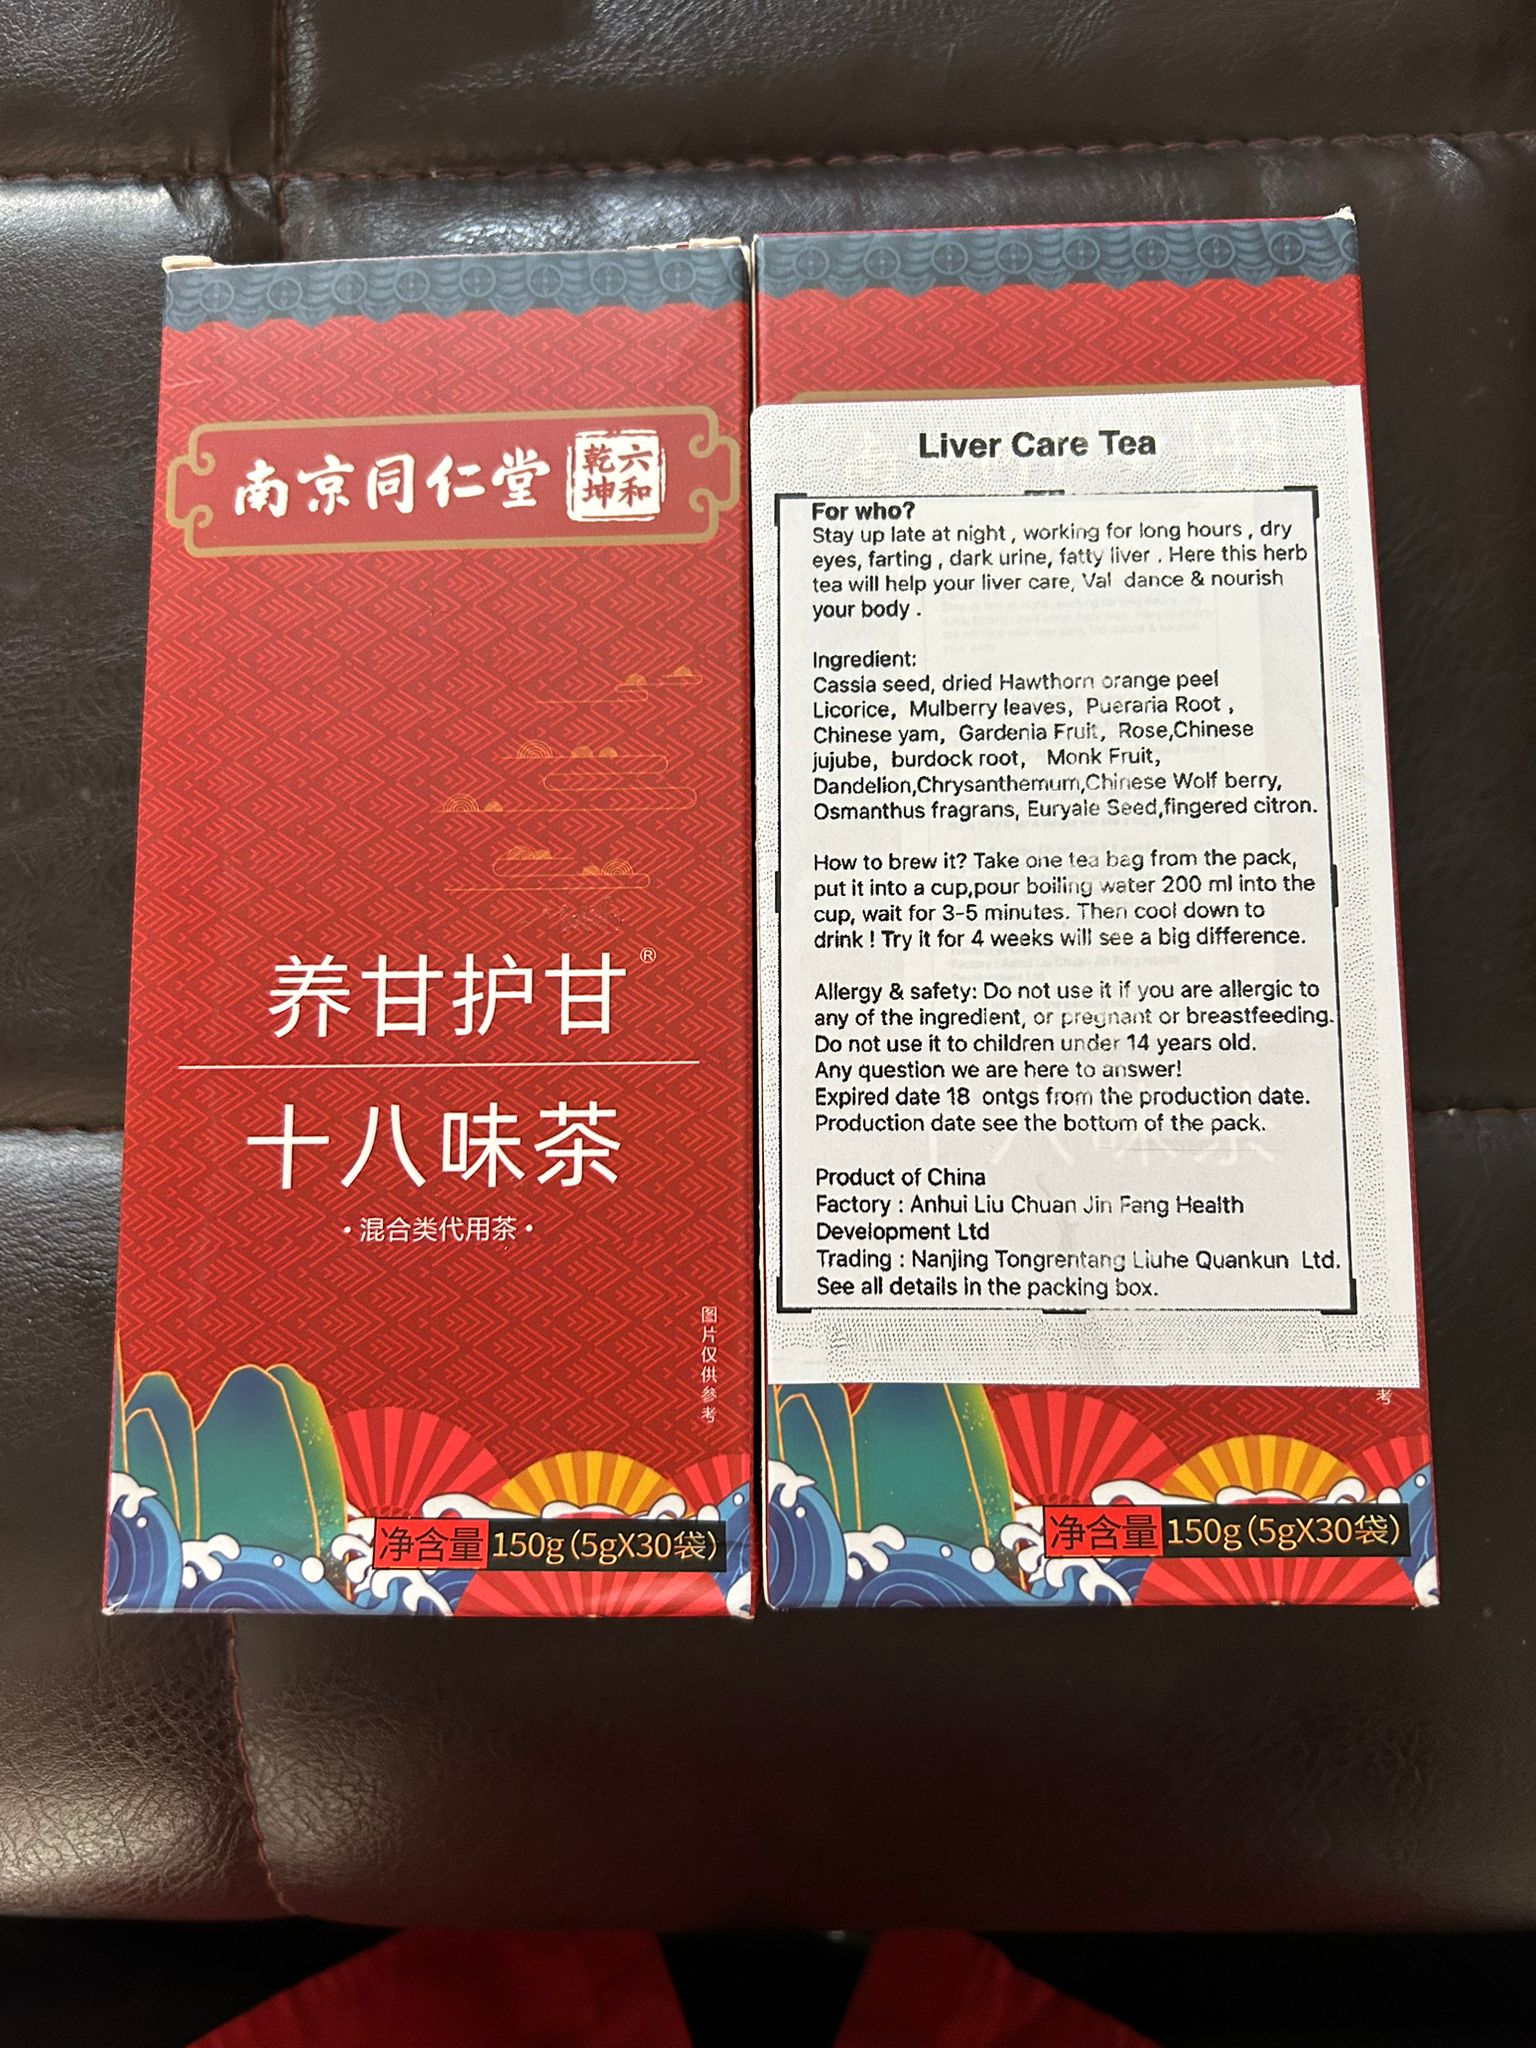 南京同仁堂
乾坤
六和
养甘护甘®
十八味茶
•混合类代用茶•
图片仅供参考
净含量 150g(5gX30袋)
Liver Care Tea
For who?
Stay up late at night , working for long hours , dry
eyes, farting , dark urine, fatty liver . Here this herb
tea will help your liver care, Val dance & nourish
your body .
Ingredient:
Cassia seed, dried Hawthorn orange peel
Licorice, Mulberry leaves, Pueraria Root ,
Chinese yam, Gardenia Fruit, Rose,Chinese
jujube, burdock root, Monk Fruit,
Dandelion,Chrysanthemum,Chinese Wolf berry,
Osmanthus fragrans, Euryale Seed,fingered citron.
How to brew it? Take one tea bag from the pack,
put it into a cup,pour boiling water 200 ml into the
cup, wait for 3-5 minutes. Then cool down to
drink ! Try it for 4 weeks will see a big difference.
Allergy & safety: Do not use it if you are allergic to
any of the ingredient, or pregnant or breastfeeding.
Do not use it to children under 14 years old.
Any question we are here to answer!
Expired date 18 ontgs from the production date.
Production date see the bottom of the pack.
Product of China
Factory : Anhui Liu Chuan Jin Fang Health
Development Ltd
Trading : Nanjing Tongrentang Liuhe Quankun Ltd.
See all details in the packing box.
考
净含量 150g(5gX30袋)